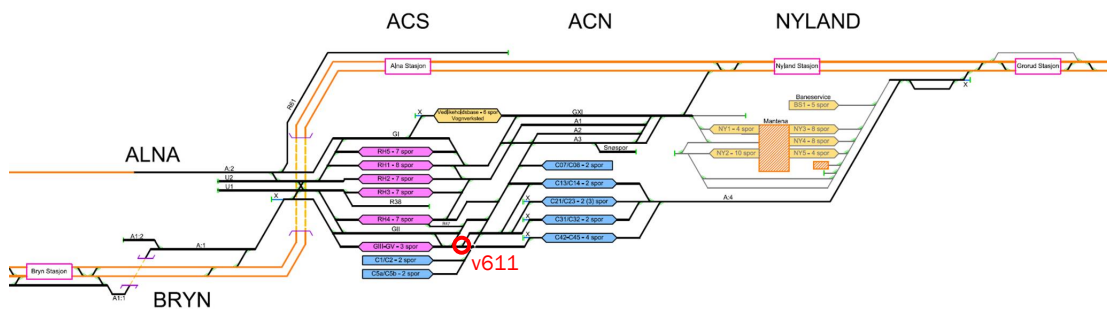 ACS
ACN
NYLAND
Alna Stasjon
Nyland Stasjon
Grorud Stasjon
R61
X
Vedlikeholdsbase - 6 spor
Vognverksted
GXI
Baneservice
BS1 - 5 spor
X
A1
A2
A3
Snøspor
Mantena
GI
NY1 - 4 spor
NY3 - 8 spor
NY4 - 8 spor
NY2 - 10 spor
NY5 - 4 spor
RH5 - 7 spor
RH1 - 8 spor
RH2 - 7 spor
RH3 - 7 spor
R38
RH4 - 7 spor
GII
GIII-GV - 3 spor
C1/C2 - 2 spor
C5a/C5b - 2 spor
C07/C08 - 2 spor
C13/C14 - 2 spor
X
C21/C23 - 2 (3) spor
X
C31/C32 - 2 spor
X
C42-C45 - 4 spor
A:4
ALNA
A:2
U2
U1
X
X
A1:2
A:1
Bryn Stasjon
A1:1
BRYN
v611